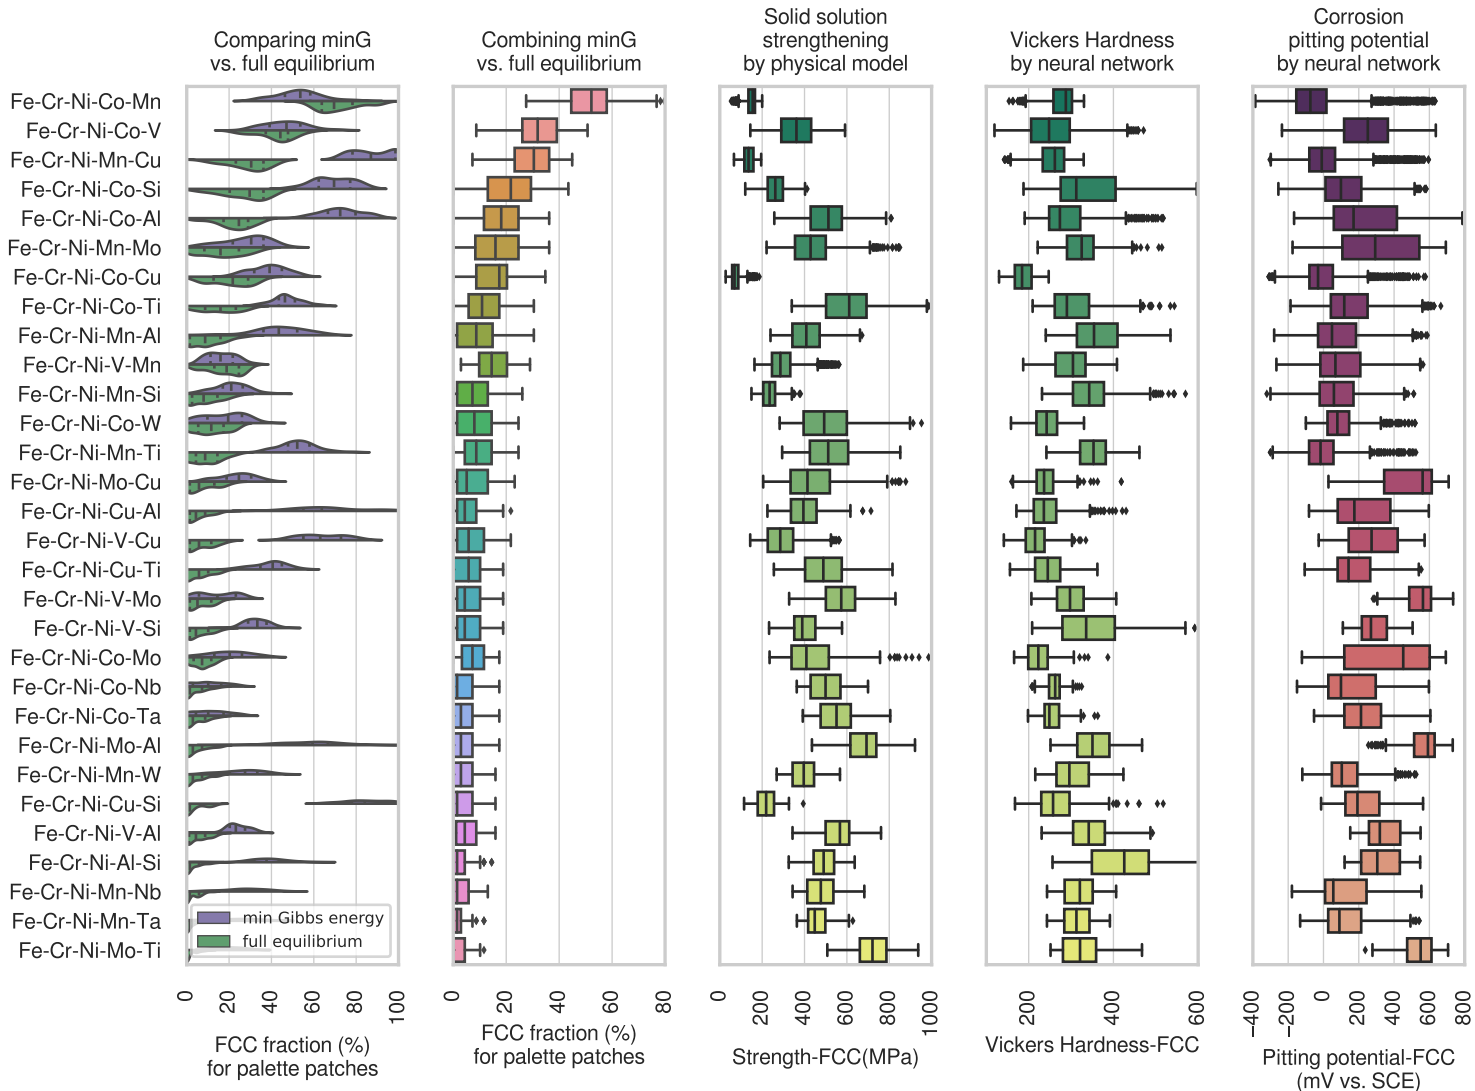 Comparing minG
vs. full equilibrium
Combining minG
vs. full equilibrium
Solid solution
strengthening
by physical model
Vickers Hardness
by neural network
Corrosion
pitting potential
by neural network
Fe-Cr-Ni-Co-Mn
Fe-Cr-Ni-Co-V
Fe-Cr-Ni-Mn-Cu
Fe-Cr-Ni-Co-Si
Fe-Cr-Ni-Co-Al
Fe-Cr-Ni-Mn-Mo
Fe-Cr-Ni-Co-Cu
Fe-Cr-Ni-Co-Ti
Fe-Cr-Ni-Mn-Al
Fe-Cr-Ni-V-Mn
Fe-Cr-Ni-Mn-Si
Fe-Cr-Ni-Co-W
Fe-Cr-Ni-Mn-Ti
Fe-Cr-Ni-Mo-Cu
Fe-Cr-Ni-Cu-Al
Fe-Cr-Ni-V-Cu
Fe-Cr-Ni-Cu-Ti
Fe-Cr-Ni-V-Mo
Fe-Cr-Ni-V-Si
Fe-Cr-Ni-Co-Mo
Fe-Cr-Ni-Co-Nb
Fe-Cr-Ni-Co-Ta
Fe-Cr-Ni-Mo-Al
Fe-Cr-Ni-Mn-W
Fe-Cr-Ni-Cu-Si
Fe-Cr-Ni-V-Al
Fe-Cr-Ni-Al-Si
Fe-Cr-Ni-Mn-Nb
Fe-Cr-Ni-Mn-Ta
Fe-Cr-Ni-Mo-Ti
min Gibbs energy
full equilibrium
0 20 40 60 80 100
FCC fraction (%)
for palette patches
0 20 40 60 80
FCC fraction (%)
for palette patches
0 200 400 600 800 1000
Strength-FCC(MPa)
200 400 600
Vickers Hardness-FCC
−400 −200 0 200 400 600 800
Pitting potential-FCC
(mV vs. SCE)